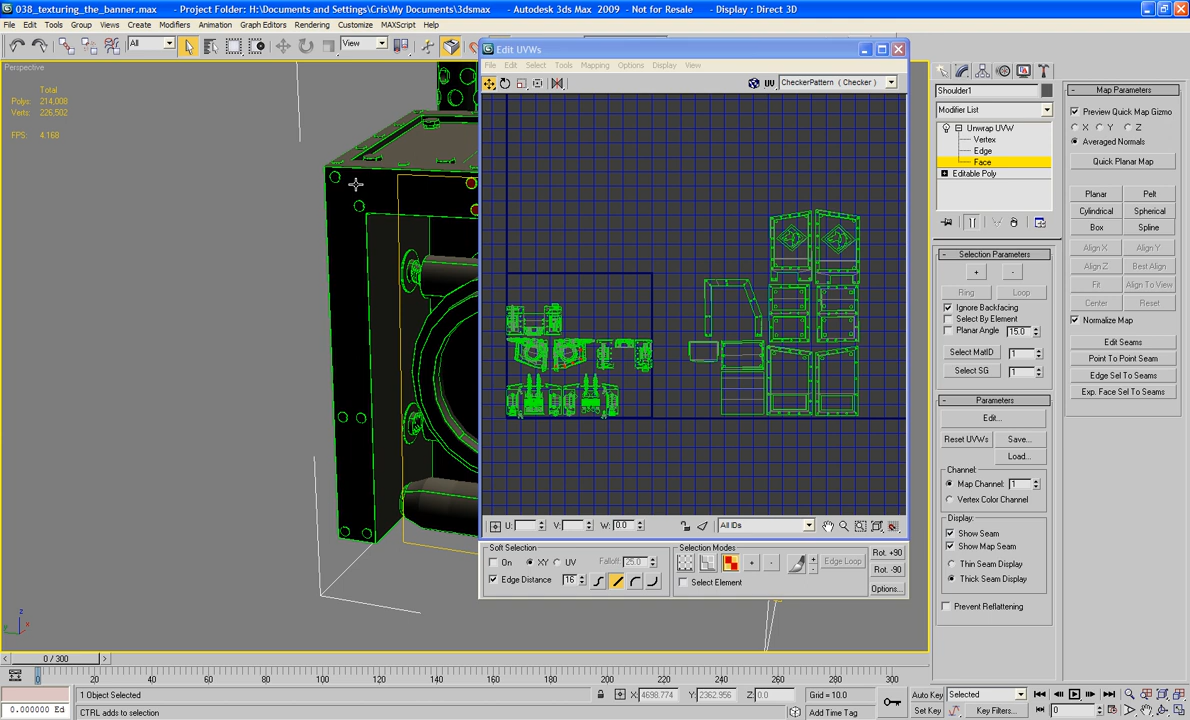 038_texturing_the_banner.max - Project Folder: H:\Documents and Settings\Cris\My Documents\3dsmax - Autodesk 3ds Max 2009 - Not for Resale - Display : Direct 3D
File Edit Tools Group Views Create Modifiers Animation Graph Editors Rendering Customize MAXScript Help
All View
Edit UVWs
File Edit Select Tools Mapping Options Display View
UV CheckerPattern ( Checker )
Perspective
Total
Polys: 214,008
Verts: 226,502
FPS: 4.168
U: V: W: 0.0 All IDs
Soft Selection
On XY UV Falloff: 25.0
Edge Distance 16
Selection Modes
+ - Edge Loop
Select Element
Rot. +90
Rot. -90
Options...
Shoulder1
Modifier List
Unwrap UVW
Vertex
Edge
Face
Editable Poly
Selection Parameters
+ -
Ring Loop
Ignore Backfacing
Select By Element
Planar Angle 15.0
Select MatID 1
Select SG 1
Parameters
Edit...
Reset UVWs Save...
Load...
Channel:
Map Channel: 1
Vertex Color Channel
Display:
Show Seam
Show Map Seam
Thin Seam Display
Thick Seam Display
Prevent Reflattening
Map Parameters
Preview Quick Map Gizmo
X Y Z
Averaged Normals
Quick Planar Map
Planar Pelt
Cylindrical Spherical
Box Spline
Align X Align Y
Align Z Best Align
Fit Align To View
Center Reset
Normalize Map
Edit Seams
Point To Point Seam
Edge Sel To Seams
Exp. Face Sel To Seams
z
y x
0 / 300
0 20 40 60 80 100 120 140 160 180 200 220 240 260 280 300
1 Object Selected X: 4698.774 Y: 2362.956 Z: 0.0 Grid = 10.0 Auto Key Selected
0.000000 Ed CTRL adds to selection Add Time Tag Set Key Key Filters... 0